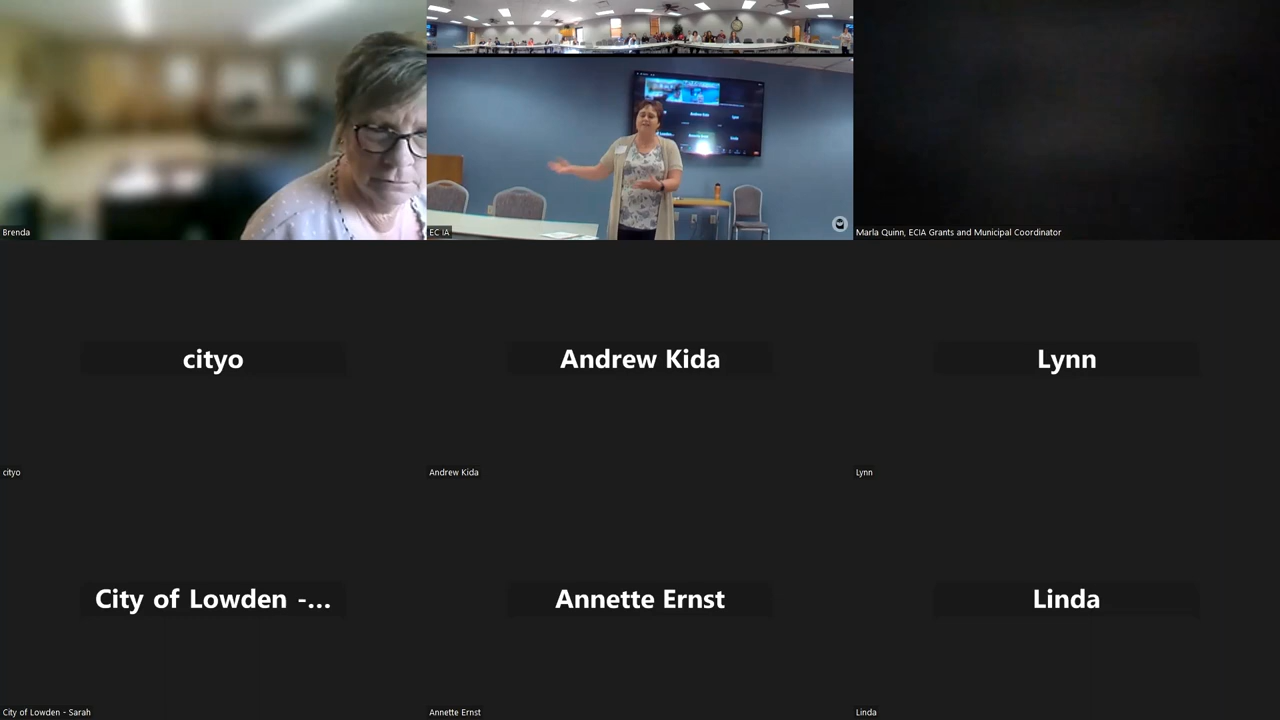 Brenda
EC IA
Marla Quinn, ECIA Grants and Municipal Coordinator
cityo
Andrew Kida
Lynn
cityo
Andrew Kida
Lynn
City of Lowden -...
Annette Ernst
Linda
City of Lowden - Sarah
Annette Ernst
Linda